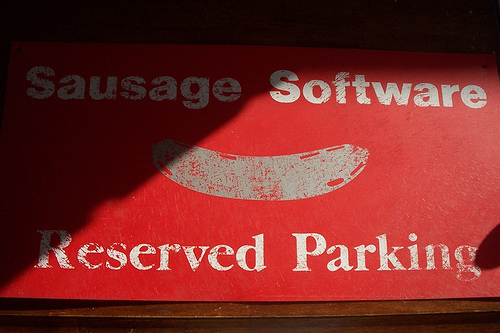 Sausage Software
Reserved Parking